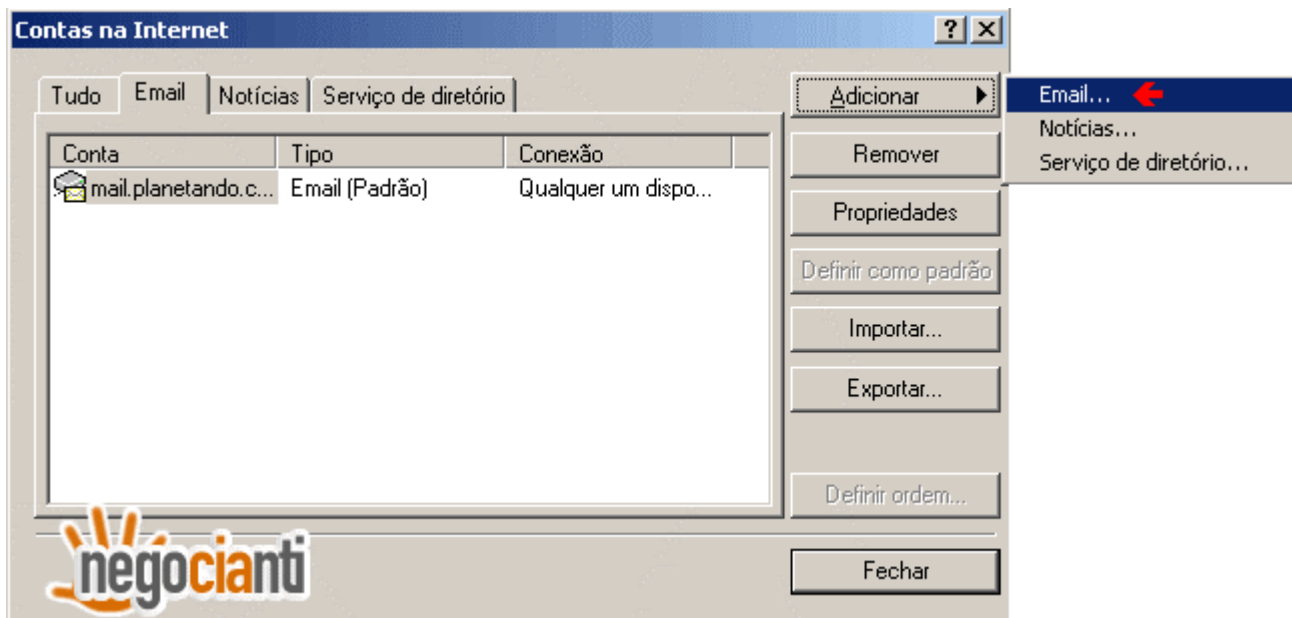 Contas na Internet
Tudo Email Notícias Serviço de diretório
Conta Tipo Conexão
mail.planetando.c... Email (Padrão) Qualquer um dispo...
Adicionar
Remover
Propriedades
Definir como padrão
Importar...
Exportar...
Definir ordem...
Fechar
Email...
Notícias...
Serviço de diretório...
negocianti